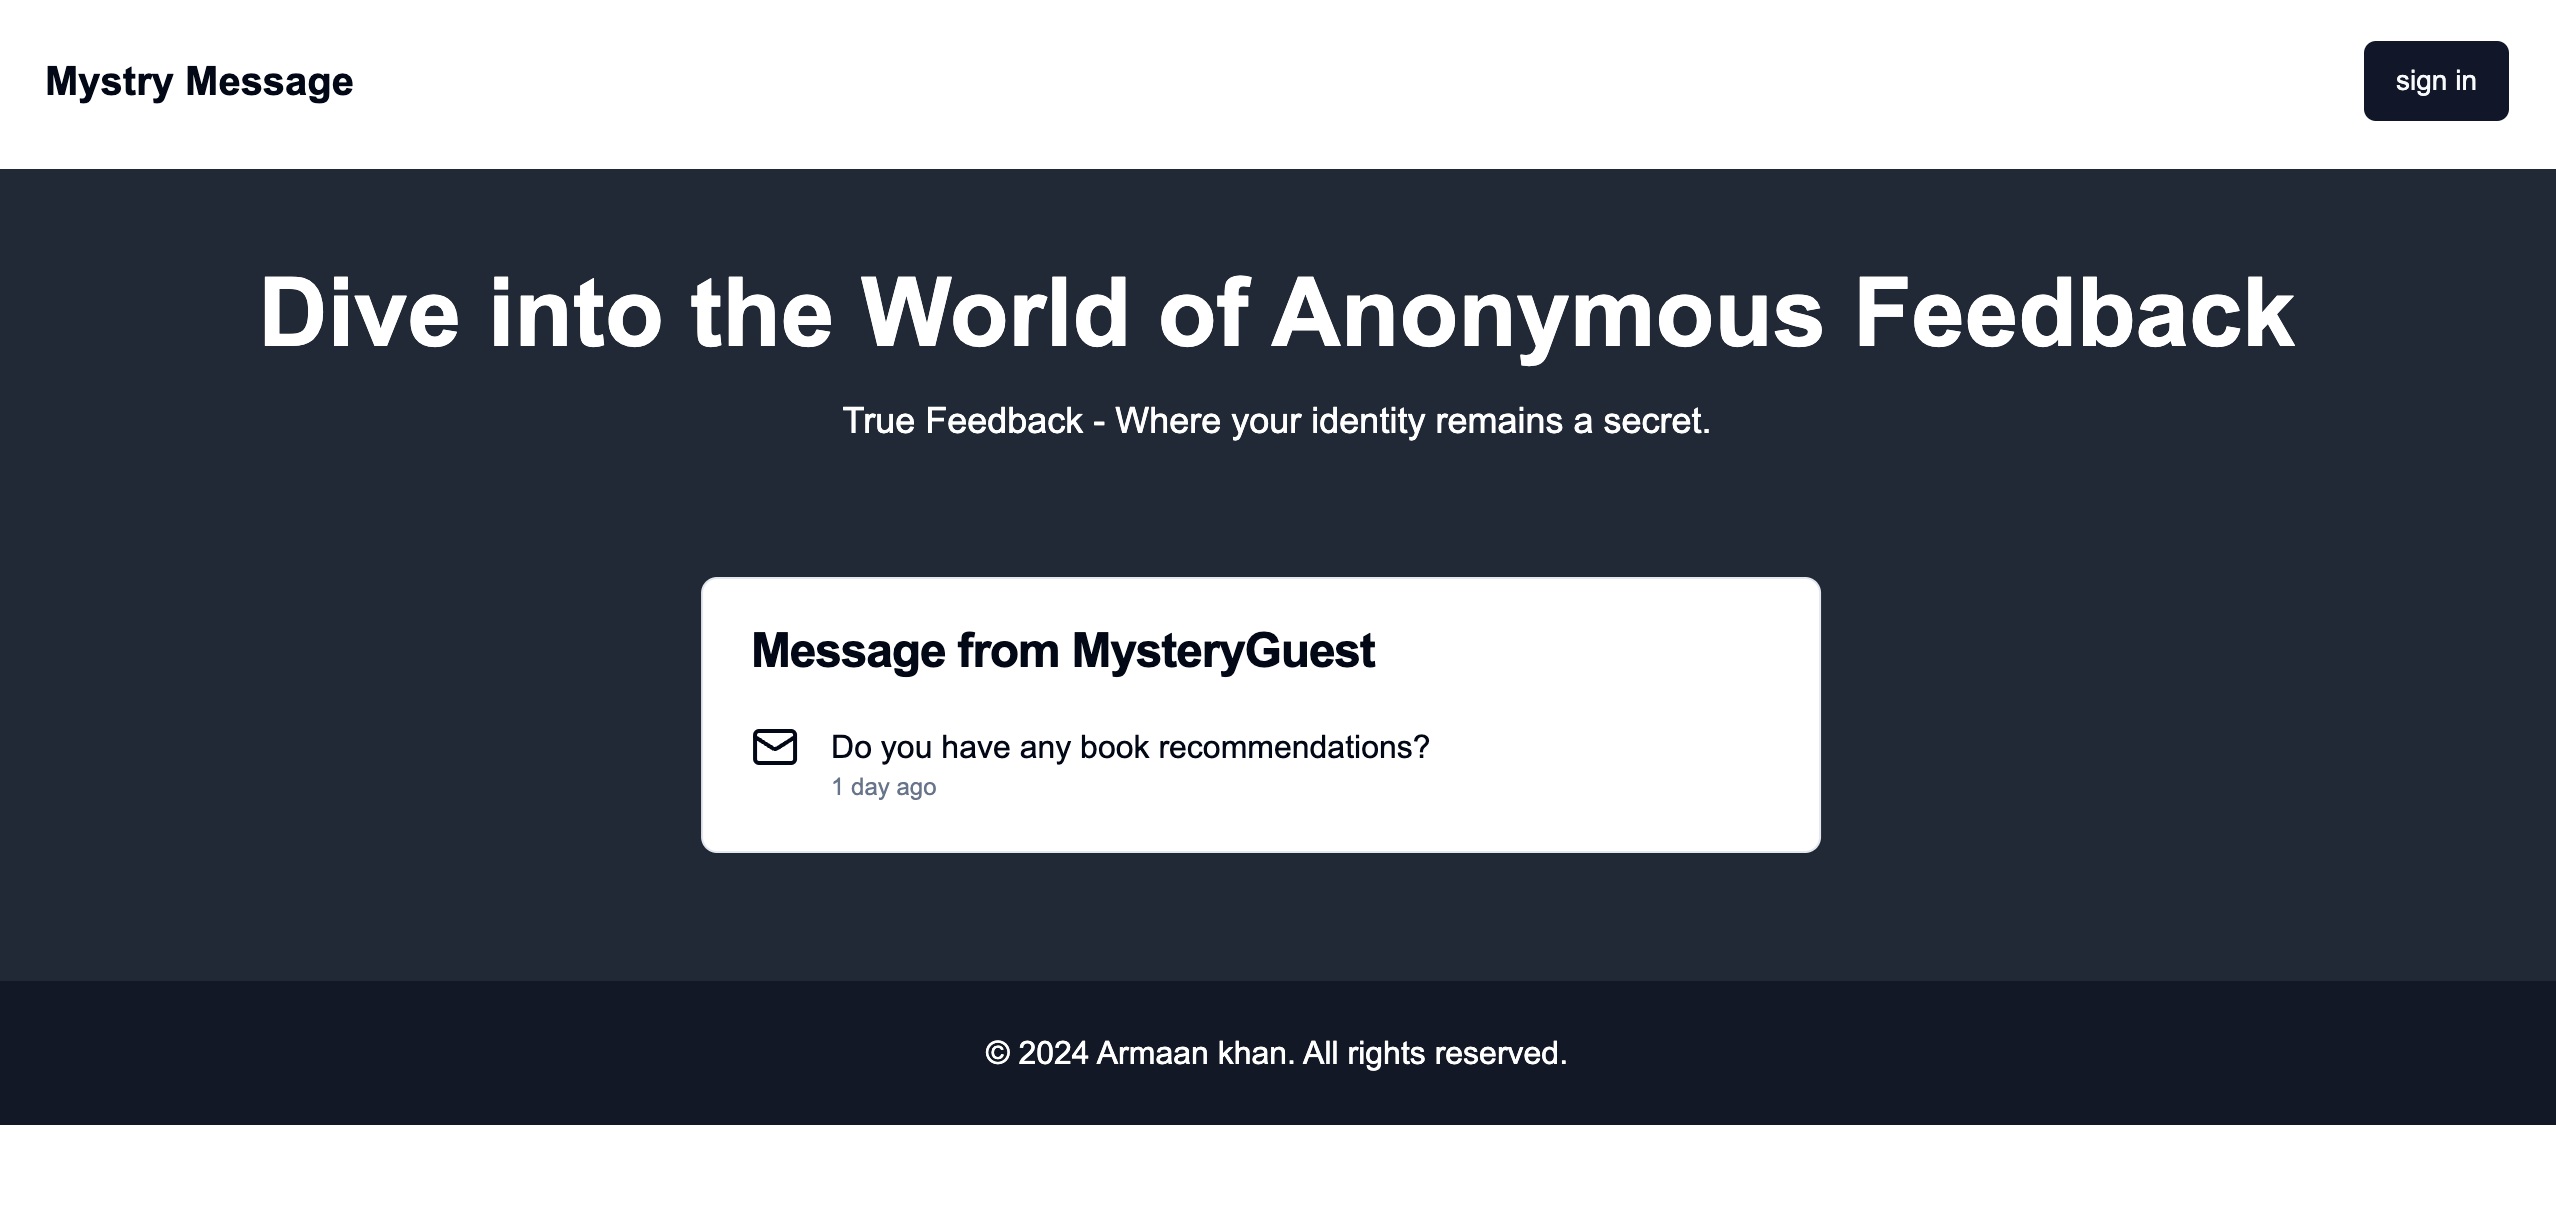 Mystry Message
sign in
Dive into the World of Anonymous Feedback
True Feedback - Where your identity remains a secret.
Message from MysteryGuest
Do you have any book recommendations?
1 day ago
© 2024 Armaan khan. All rights reserved.